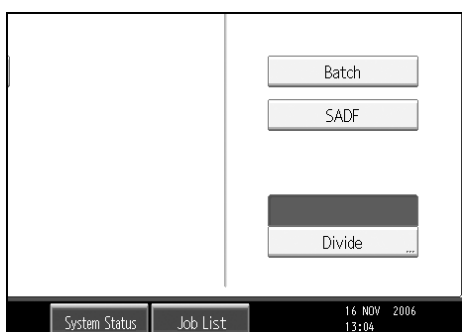 Batch
SADF
Divide ...
System Status Job List 16 NOV 2006
13:04